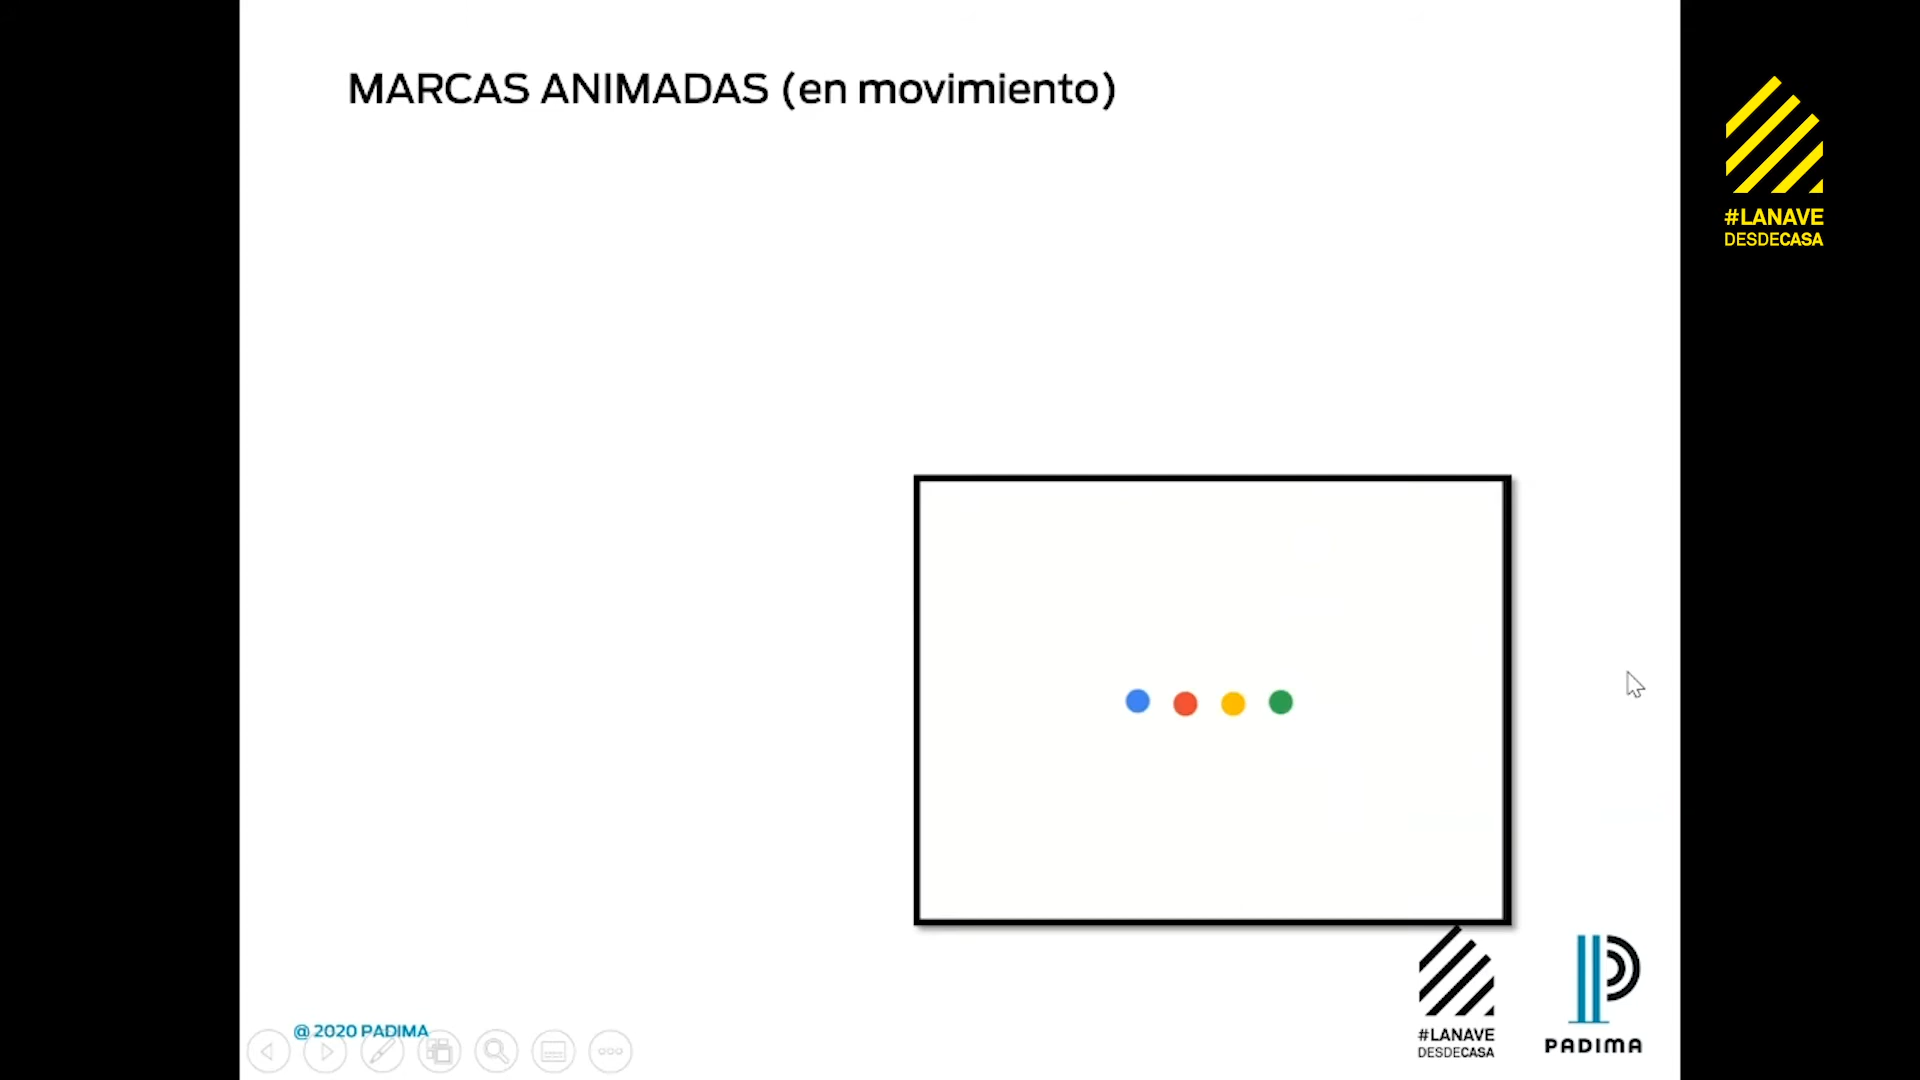 MARCAS ANIMADAS (en movimiento)
#LANAVE
DESDECASA
@ 2020 PADIMA
#LANAVE
DESDECASA
PADIMA